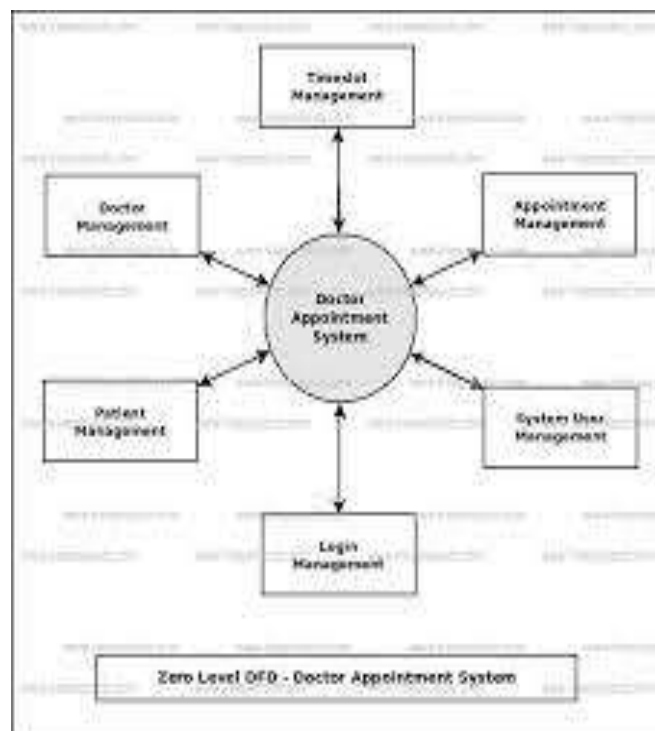 Timeslot
Management
Doctor
Management
Appointment
Management
Doctor
Appointment
System
Patient
Management
System User
Management
Login
Management
Zero Level DFD - Doctor Appointment System